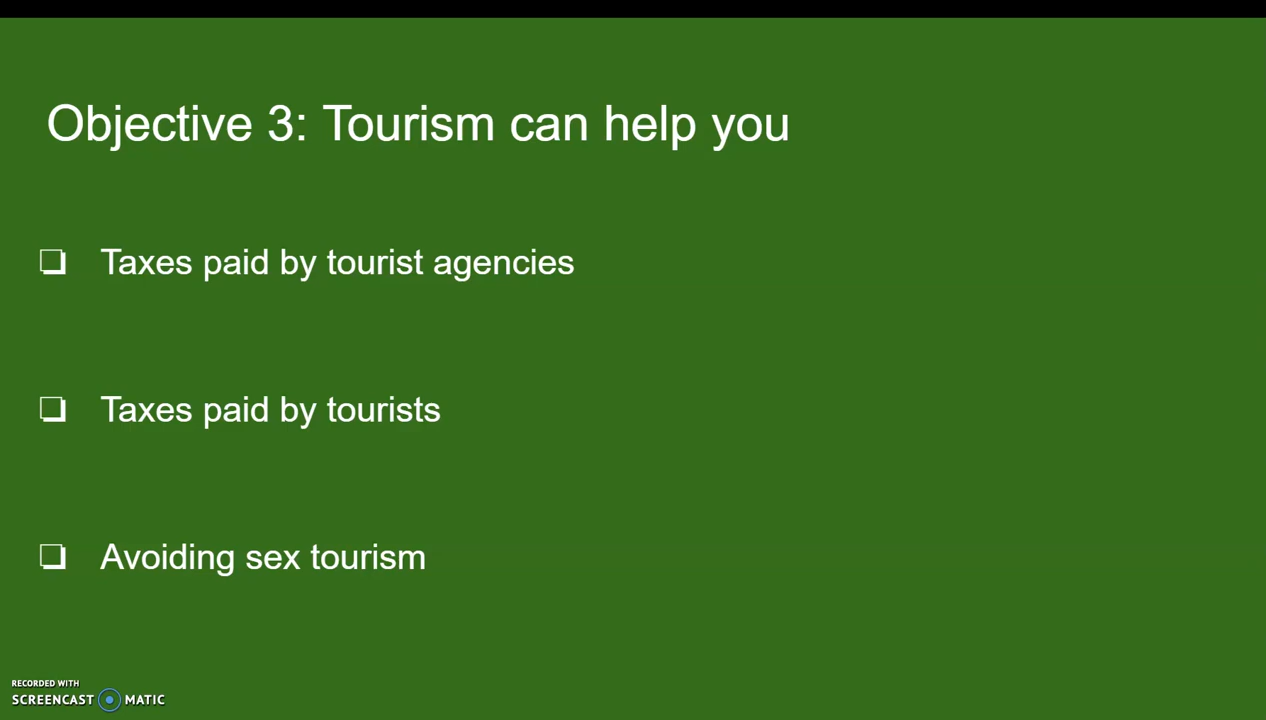 Objective 3: Tourism can help you
❏ Taxes paid by tourist agencies
❏ Taxes paid by tourists
❏ Avoiding sex tourism
RECORDED WITH
SCREENCAST MATIC